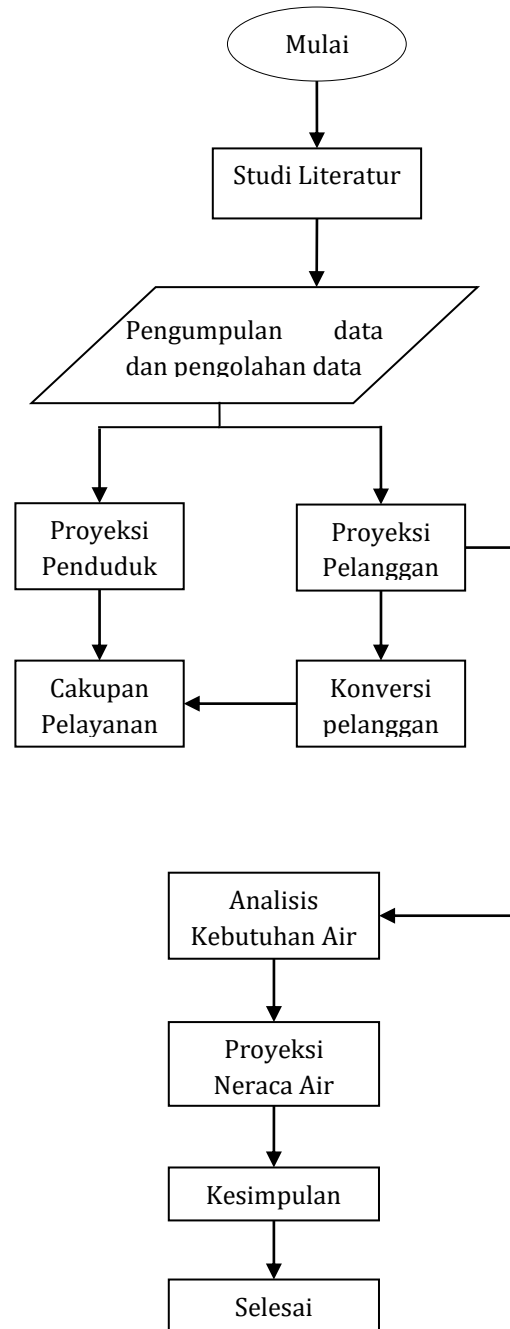 Mulai
Studi Literatur
Pengumpulan data
dan pengolahan data
Proyeksi
Penduduk
Proyeksi
Pelanggan
Cakupan
Pelayanan
Konversi
pelanggan
Analisis
Kebutuhan Air
Proyeksi
Neraca Air
Kesimpulan
Selesai